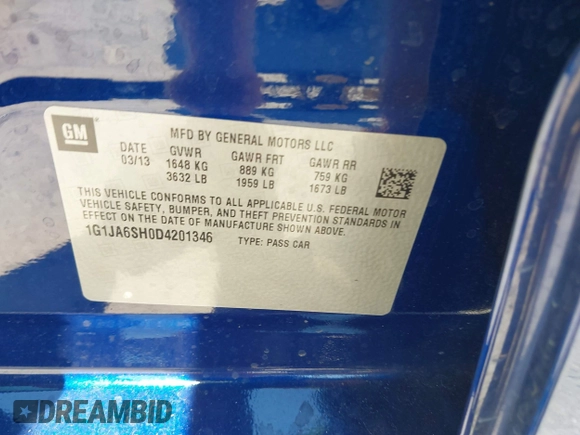 GM
MFD BY GENERAL MOTORS LLC
DATE GVWR GAWR FRT GAWR RR
03/13 1648 KG 889 KG 759 KG
3632 LB 1959 LB 1673 LB
THIS VEHICLE CONFORMS TO ALL APPLICABLE U.S. FEDERAL MOTOR
VEHICLE SAFETY, BUMPER, AND THEFT PREVENTION STANDARDS IN
EFFECT ON THE DATE OF MANUFACTURE SHOWN ABOVE.
1G1JA6SH0D4201346 TYPE: PASS CAR
DREAMBID